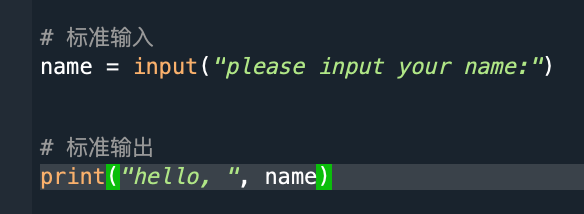 # 标准输入
name = input("please input your name:")
# 标准输出
print("hello, ", name)